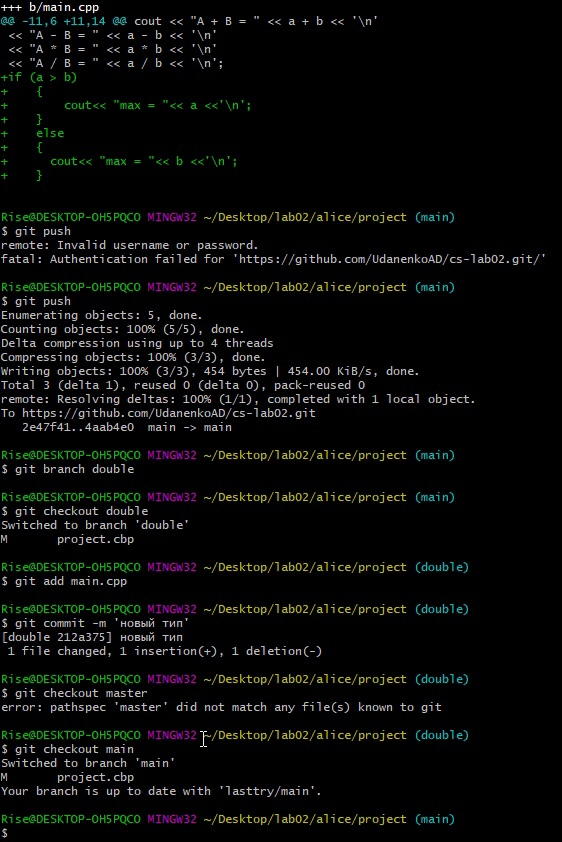 +++ b/main.cpp
@@ -11,6 +11,14 @@ cout << "A + B = " << a + b << '\n'
 << "A - B = " << a - b << '\n'
 << "A * B = " << a * b << '\n'
 << "A / B = " << a / b << '\n';
+if (a > b)
+    {
+        cout<< "max = "<< a <<'\n';
+    }
+    else
+    {
+      cout<< "max = "<< b <<'\n';
+    }
Rise@DESKTOP-OH5PQCO MINGW32 ~/Desktop/lab02/alice/project (main)
$ git push
remote: Invalid username or password.
fatal: Authentication failed for 'https://github.com/UdanenkoAD/cs-lab02.git/'
Rise@DESKTOP-OH5PQCO MINGW32 ~/Desktop/lab02/alice/project (main)
$ git push
Enumerating objects: 5, done.
Counting objects: 100% (5/5), done.
Delta compression using up to 4 threads
Compressing objects: 100% (3/3), done.
Writing objects: 100% (3/3), 454 bytes | 454.00 KiB/s, done.
Total 3 (delta 1), reused 0 (delta 0), pack-reused 0
remote: Resolving deltas: 100% (1/1), completed with 1 local object.
To https://github.com/UdanenkoAD/cs-lab02.git
   2e47f41..4aab4e0  main -> main
Rise@DESKTOP-OH5PQCO MINGW32 ~/Desktop/lab02/alice/project (main)
$ git branch double
Rise@DESKTOP-OH5PQCO MINGW32 ~/Desktop/lab02/alice/project (main)
$ git checkout double
Switched to branch 'double'
M       project.cbp
Rise@DESKTOP-OH5PQCO MINGW32 ~/Desktop/lab02/alice/project (double)
$ git add main.cpp
Rise@DESKTOP-OH5PQCO MINGW32 ~/Desktop/lab02/alice/project (double)
$ git commit -m 'новый тип'
[double 212a375] новый тип
 1 file changed, 1 insertion(+), 1 deletion(-)
Rise@DESKTOP-OH5PQCO MINGW32 ~/Desktop/lab02/alice/project (double)
$ git checkout master
error: pathspec 'master' did not match any file(s) known to git
Rise@DESKTOP-OH5PQCO MINGW32 ~/Desktop/lab02/alice/project (double)
$ git checkout main
Switched to branch 'main'
M       project.cbp
Your branch is up to date with 'lasttry/main'.
Rise@DESKTOP-OH5PQCO MINGW32 ~/Desktop/lab02/alice/project (main)
$